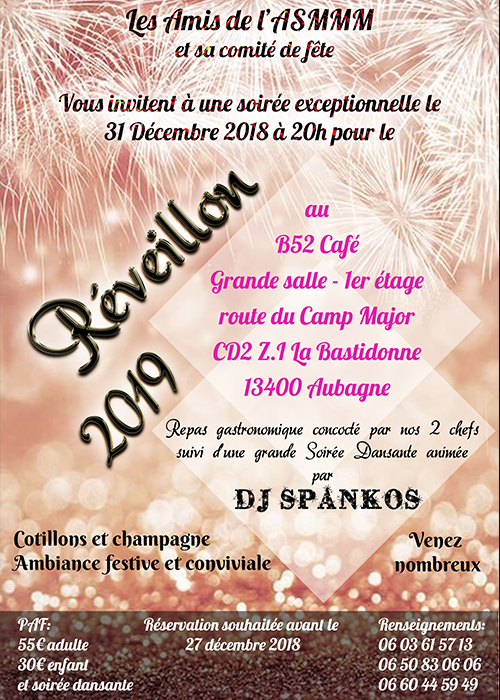 Les Amis de l'ASMMM
et sa comité de fête
Vous invitent à une soirée exceptionnelle le
31 Décembre 2018 à 20h pour le
Réveillon
2019
au
B52 Café
Grande salle - 1er étage
route du Camp Major
CD2 Z.I La Bastidonne
13400 Aubagne
Repas gastronomique concocté par nos 2 chefs
suivi d'une grande Soirée Dansante animée
par
DJ SPANKOS
Cotillons et champagne
Ambiance festive et conviviale
Venez
nombreux
PAF:
55€ adulte
30€ enfant
et soirée dansante
Réservation souhaitée avant le
27 décembre 2018
Renseignements:
06 03 61 57 13
06 50 83 06 06
06 60 44 59 49